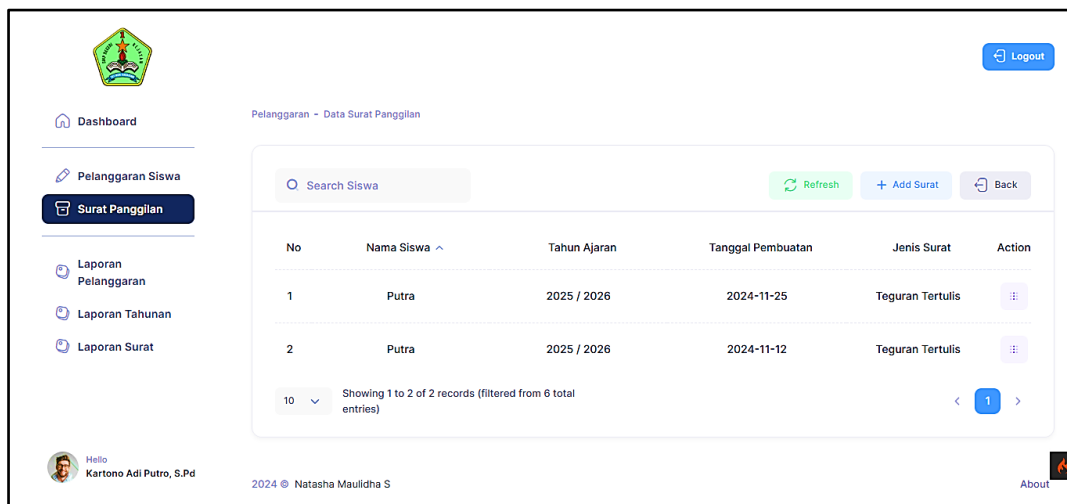 Logout
Dashboard
Pelanggaran - Data Surat Panggilan
Pelanggaran Siswa
Surat Panggilan
Laporan
Pelanggaran
Laporan Tahunan
Laporan Surat
Search Siswa
Refresh
+ Add Surat
Back
No Nama Siswa Tahun Ajaran Tanggal Pembuatan Jenis Surat Action
1 Putra 2025 / 2026 2024-11-25 Teguran Tertulis
2 Putra 2025 / 2026 2024-11-12 Teguran Tertulis
10 Showing 1 to 2 of 2 records (filtered from 6 total
entries)
1
Hello
Kartono Adi Putro, S.Pd
2024 © Natasha Maulidha S
About